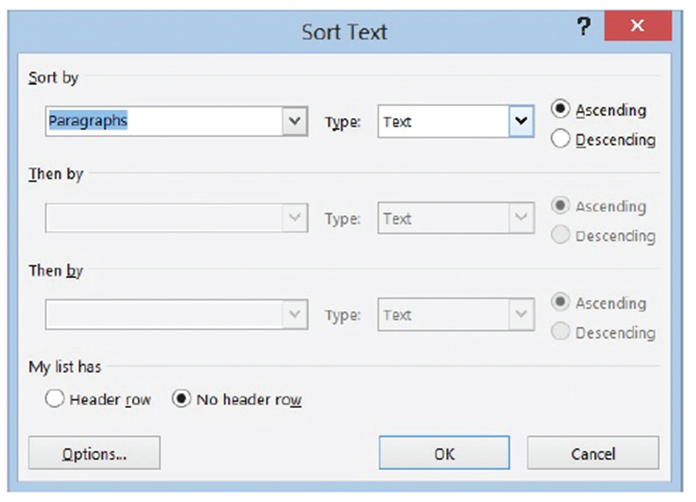 Sort Text
?
Sort by
Paragraphs Type: Text Ascending
Descending
Then by
Type: Text Ascending
Descending
Then by
Type: Text Ascending
Descending
My list has
Header row No header row
Options... OK Cancel